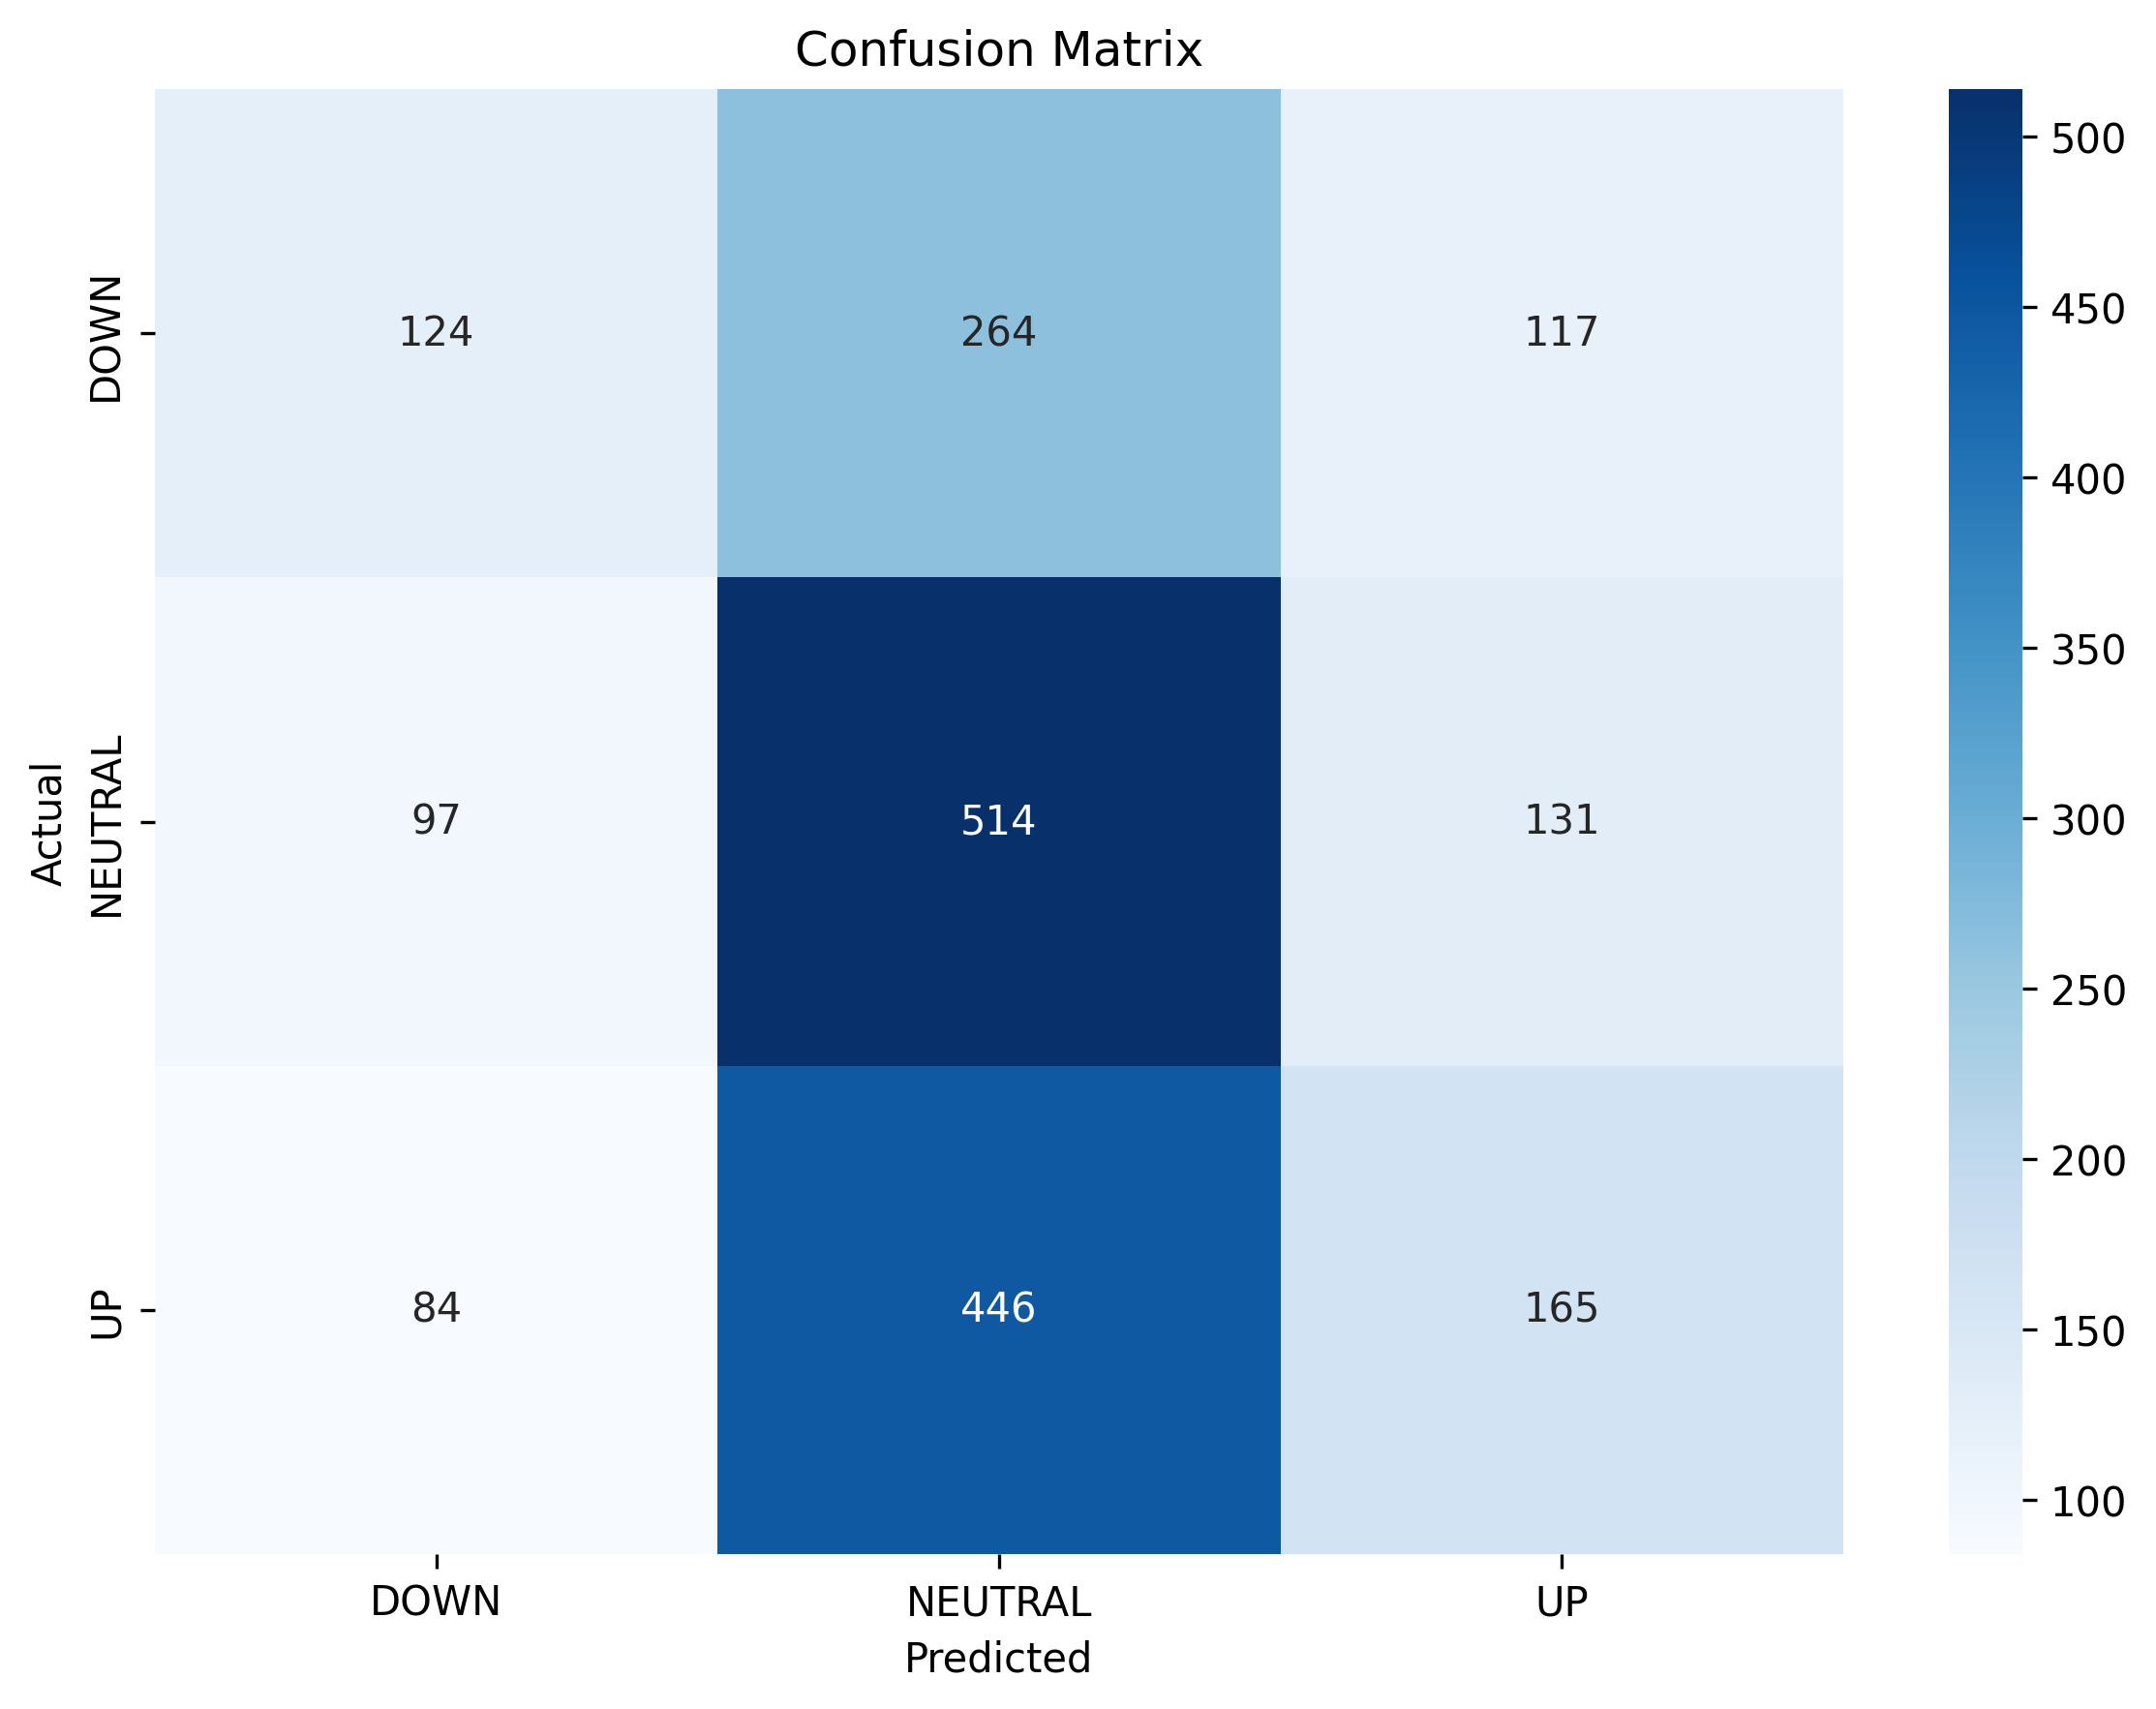 Confusion Matrix
Actual
DOWN
124 264 117
NEUTRAL
97 514 131
UP
84 446 165
DOWN NEUTRAL UP
Predicted
500
450
400
350
300
250
200
150
100